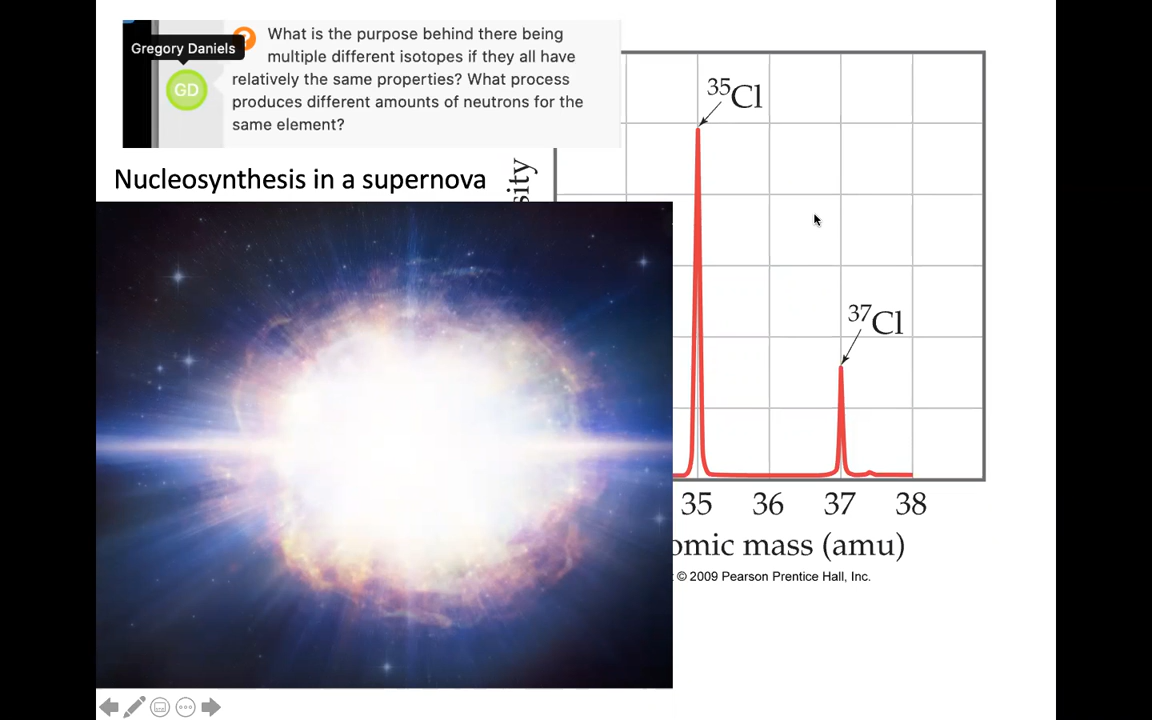 Gregory Daniels
GD
What is the purpose behind there being
multiple different isotopes if they all have
relatively the same properties? What process
produces different amounts of neutrons for the
same element?
Nucleosynthesis in a supernova
sity
35Cl
37Cl
35 36 37 38
omic mass (amu)
© 2009 Pearson Prentice Hall, Inc.